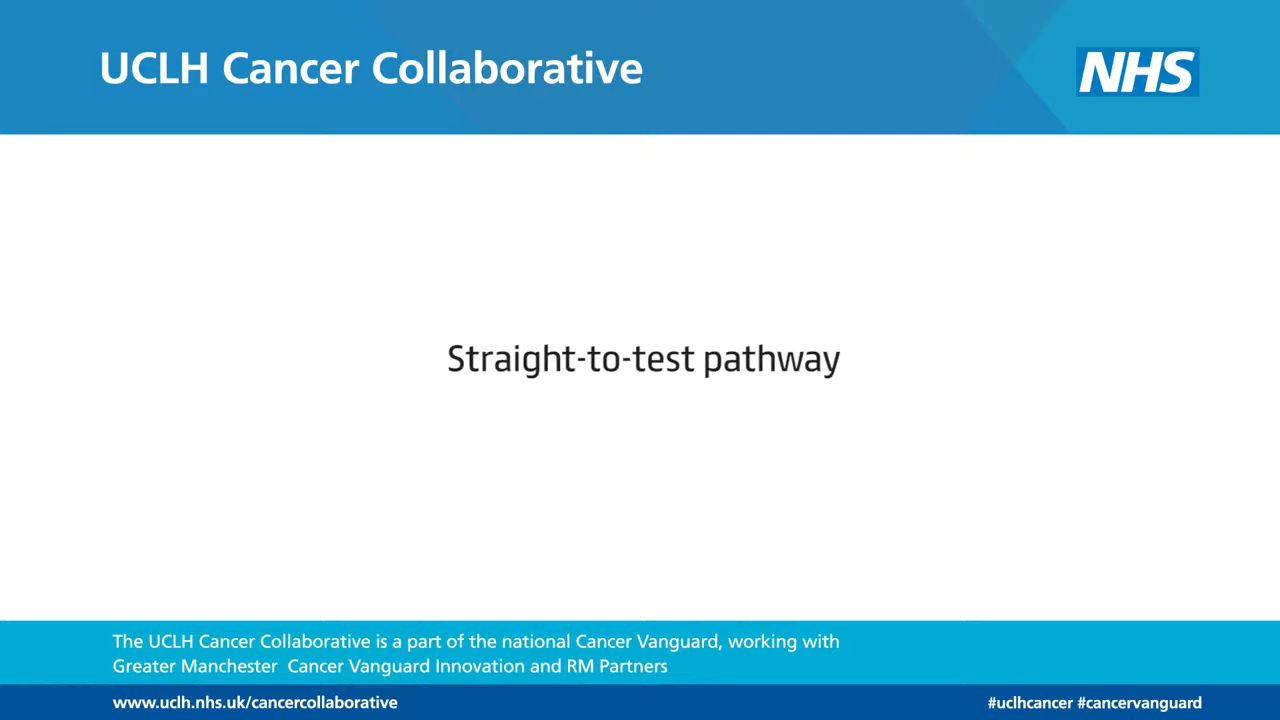 UCLH Cancer Collaborative
NHS
Straight-to-test pathway
The UCLH Cancer Collaborative is a part of the national Cancer Vanguard, working with
Greater Manchester  Cancer Vanguard Innovation and RM Partners
www.uclh.nhs.uk/cancercollaborative
#uclhcancer #cancervanguard